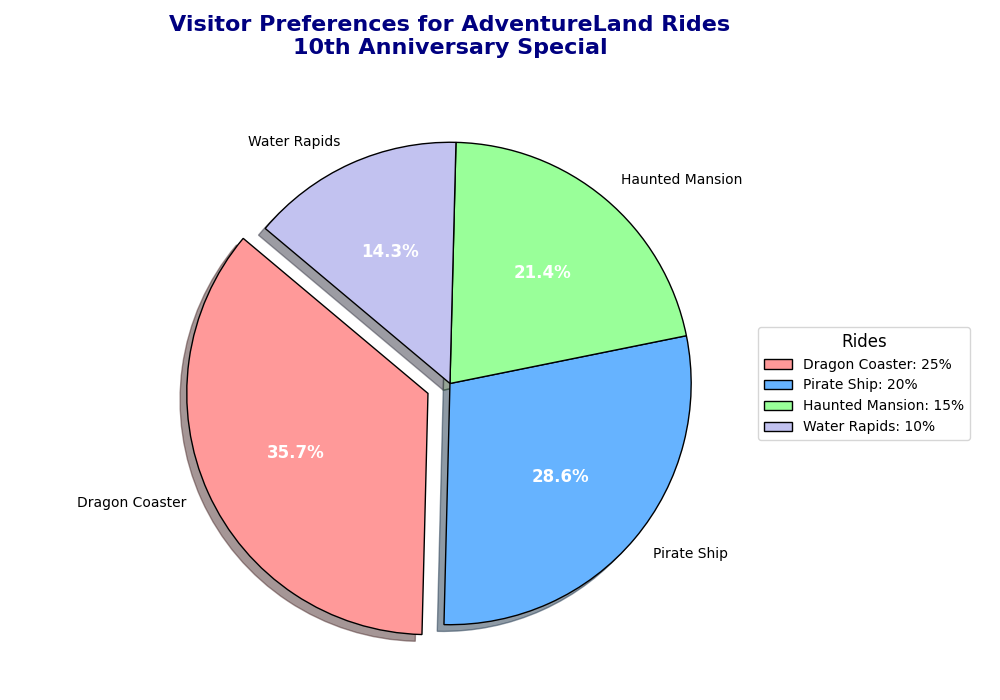 Visitor Preferences for AdventureLand Rides
10th Anniversary Special
Water Rapids
Haunted Mansion
14.3%
21.4%
Rides
Dragon Coaster: 25%
Pirate Ship: 20%
Haunted Mansion: 15%
Water Rapids: 10%
35.7%
28.6%
Dragon Coaster
Pirate Ship